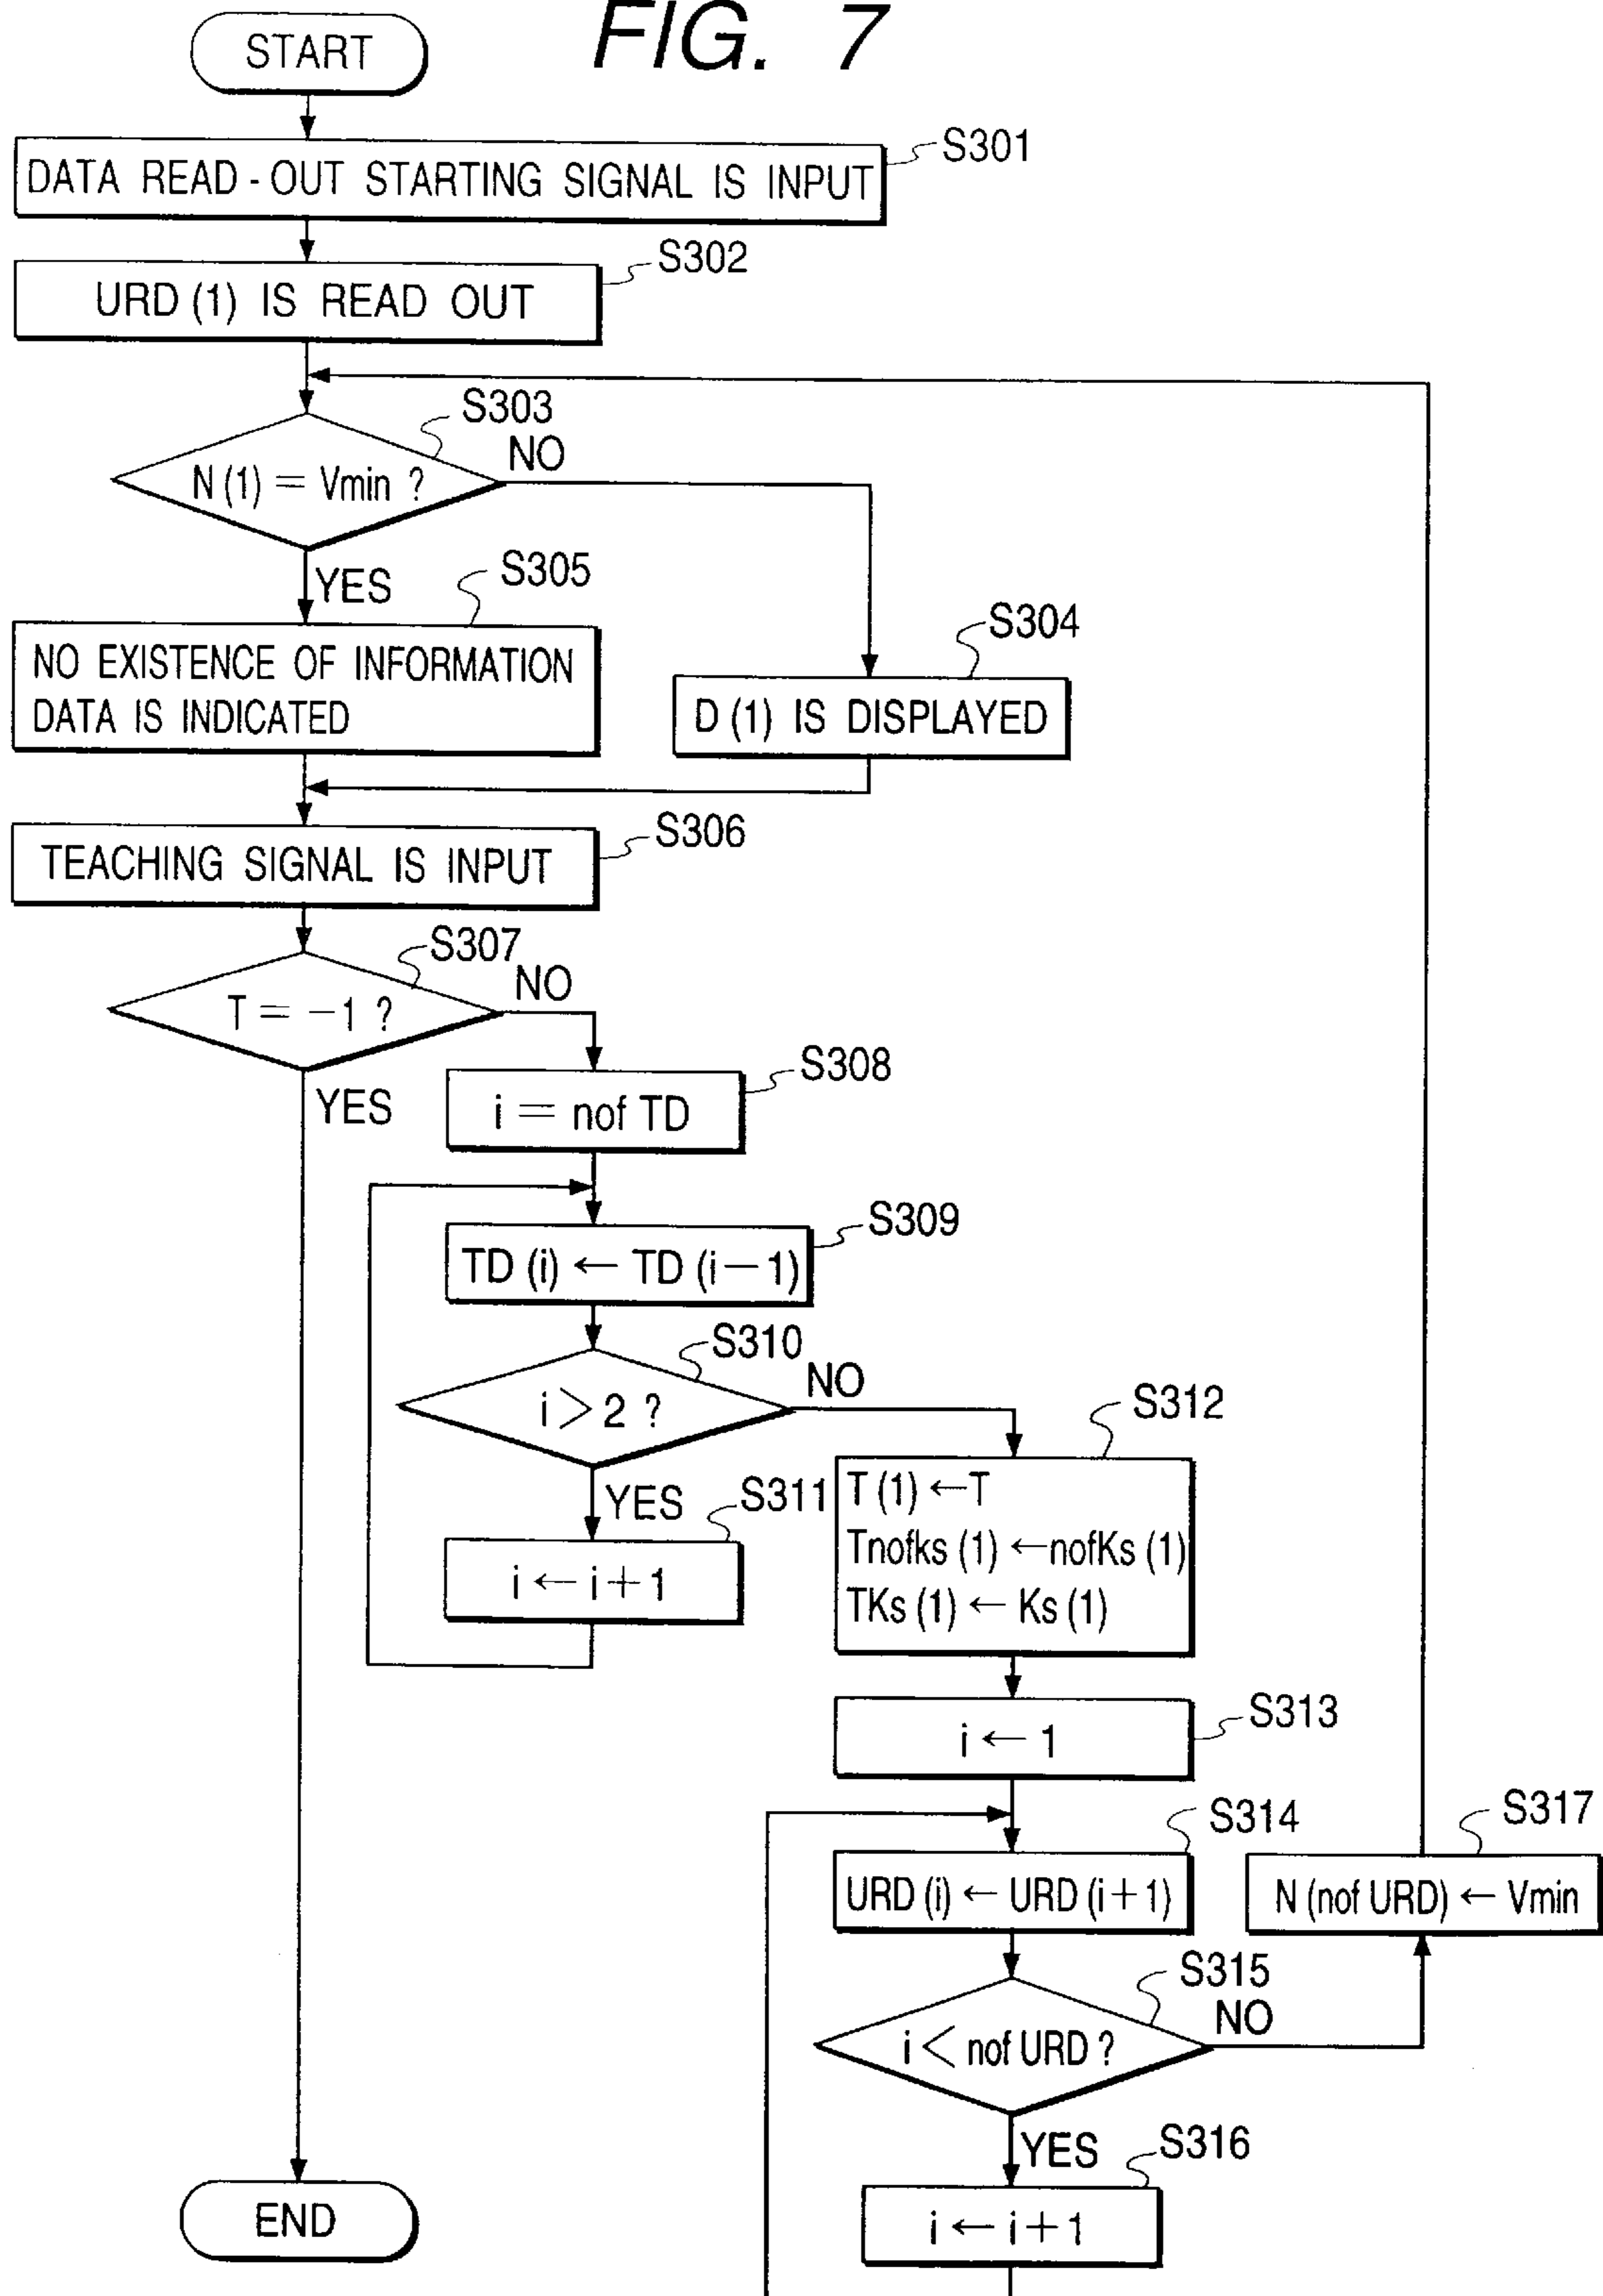 FIG. 7
START
S301
DATA READ-OUT STARTING SIGNAL IS INPUT
S302
URD (1) IS READ OUT
S303
N (1) = Vmin ?
NO
YES
S305
NO EXISTENCE OF INFORMATION
DATA IS INDICATED
S304
D (1) IS DISPLAYED
S306
TEACHING SIGNAL IS INPUT
S307
T = −1 ?
NO
YES
S308
i = nof TD
S309
TD (i) ← TD (i−1)
S310
i > 2 ?
NO
YES
S311
i ← i+1
S312
T (1) ←T
Tnofks (1) ←nofKs (1)
TKs (1) ← Ks (1)
S313
i ← 1
S314
URD (i) ← URD (i+1)
S317
N (nof URD) ← Vmin
S315
i < nof URD ?
NO
YES
S316
i ← i+1
END